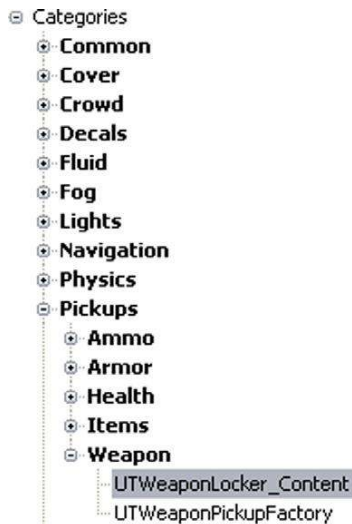 Categories
Common
Cover
Crowd
Decals
Fluid
Fog
Lights
Navigation
Physics
Pickups
Ammo
Armor
Health
Items
Weapon
UTWeaponLocker_Content
UTWeaponPickupFactory